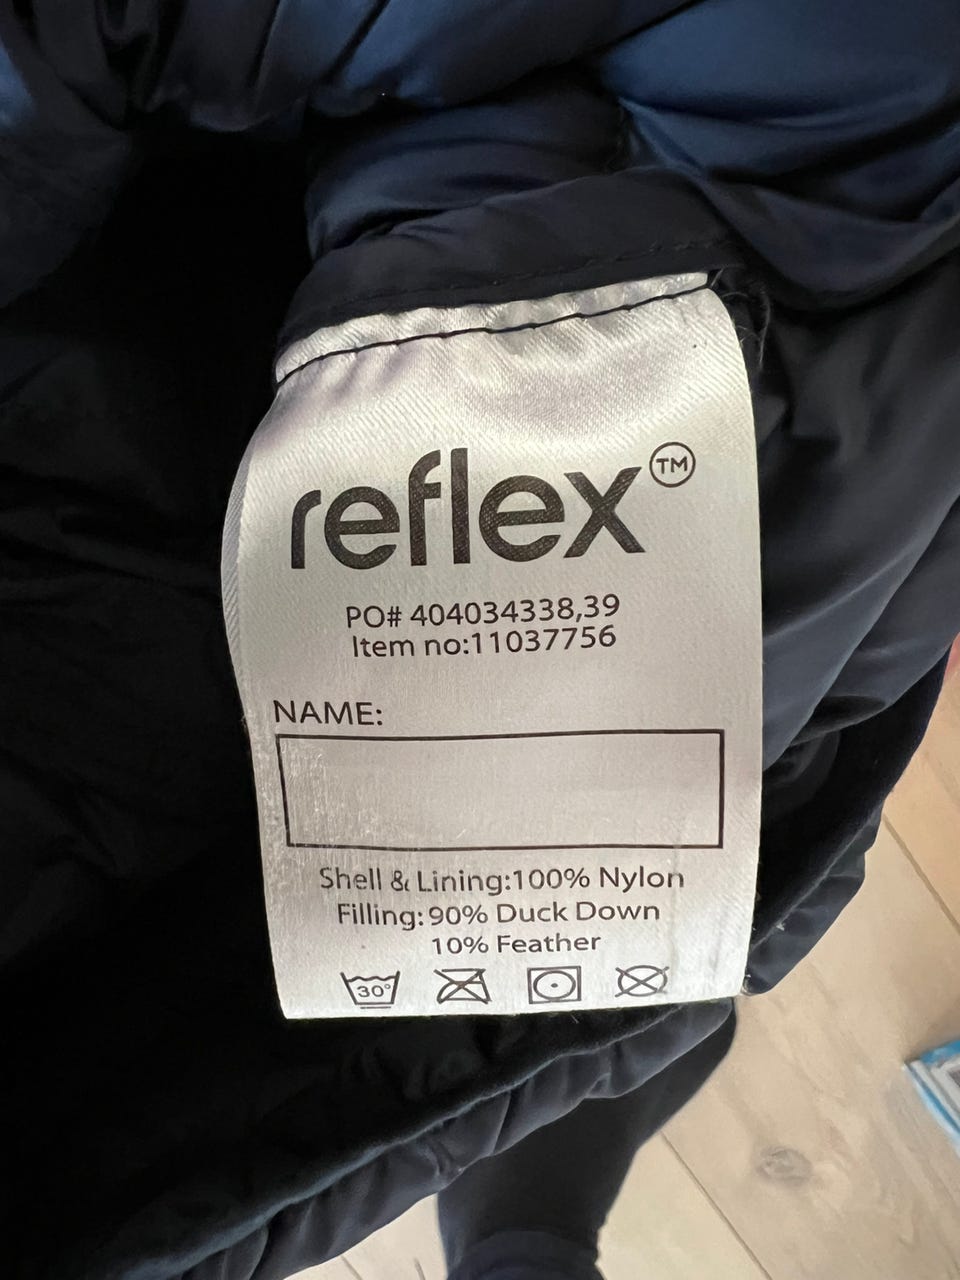 reflex™
PO# 404034338,39
Item no:11037756
NAME:
Shell & Lining:100% Nylon
Filling: 90% Duck Down
10% Feather
30°